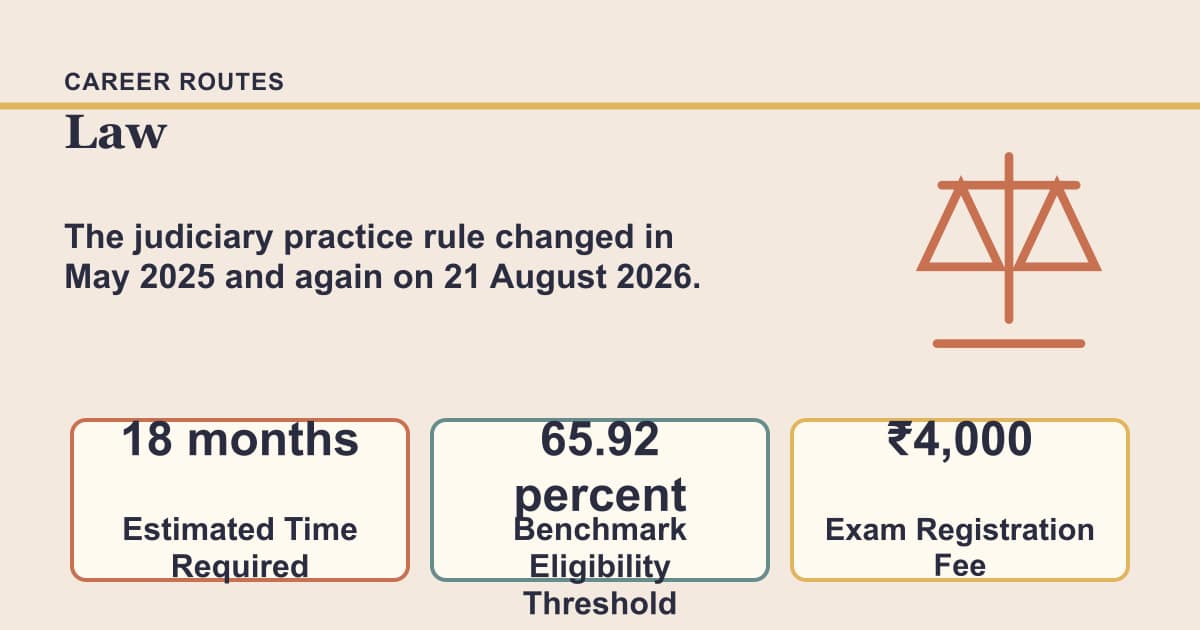 CAREER ROUTES
Law
The judiciary practice rule changed in
May 2025 and again on 21 August 2026.
18 months
Estimated Time
Required
65.92
percent
Benchmark
Eligibility
Threshold
₹4,000
Exam Registration
Fee